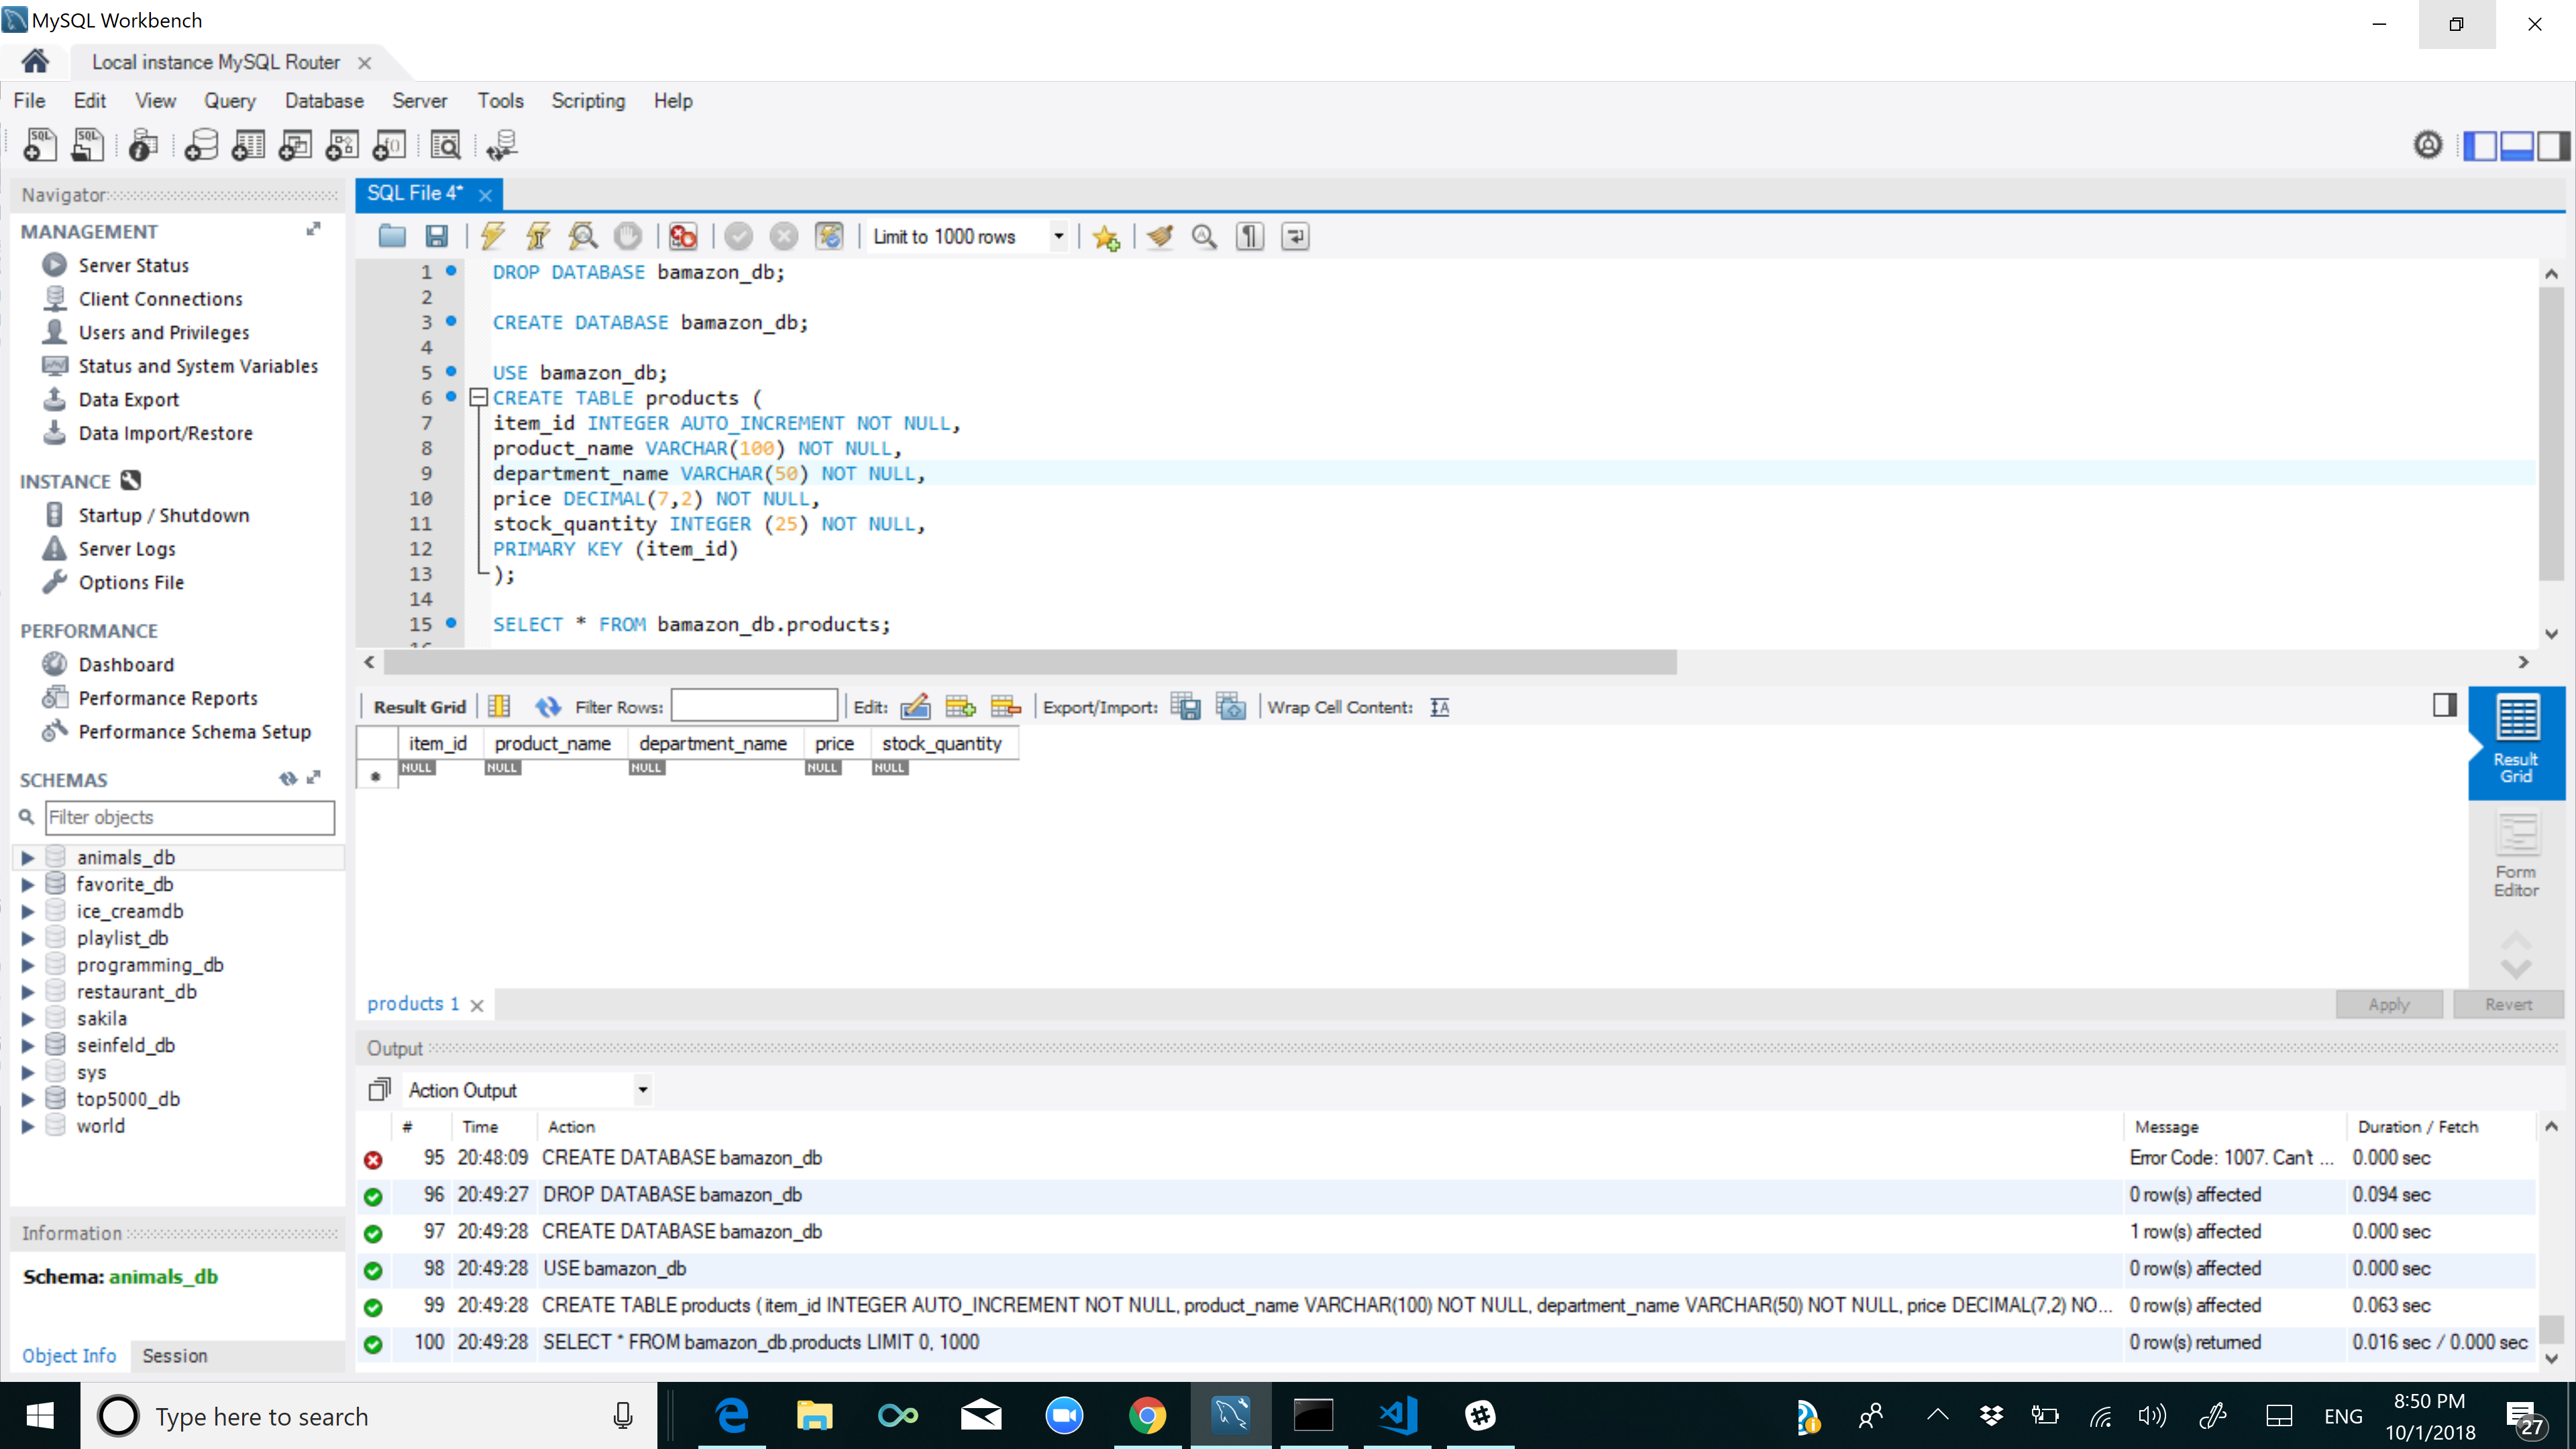 MySQL Workbench
Local instance MySQL Router
File Edit View Query Database Server Tools Scripting Help
Navigator
MANAGEMENT
Server Status
Client Connections
Users and Privileges
Status and System Variables
Data Export
Data Import/Restore
INSTANCE
Startup / Shutdown
Server Logs
Options File
PERFORMANCE
Dashboard
Performance Reports
Performance Schema Setup
SCHEMAS
Filter objects
animals_db
favorite_db
ice_creamdb
playlist_db
programming_db
restaurant_db
sakila
seinfeld_db
sys
top5000_db
world
Information
Schema: animals_db
Object Info Session
SQL File 4*
Limit to 1000 rows
1 DROP DATABASE bamazon_db;
2
3 CREATE DATABASE bamazon_db;
4
5 USE bamazon_db;
6 CREATE TABLE products (
7 item_id INTEGER AUTO_INCREMENT NOT NULL,
8 product_name VARCHAR(100) NOT NULL,
9 department_name VARCHAR(50) NOT NULL,
10 price DECIMAL(7,2) NOT NULL,
11 stock_quantity INTEGER (25) NOT NULL,
12 PRIMARY KEY (item_id)
13 );
14
15 SELECT * FROM bamazon_db.products;
Result Grid Filter Rows: Edit: Export/Import: Wrap Cell Content:
item_id product_name department_name price stock_quantity
NULL NULL NULL NULL NULL
Result
Grid
Form
Editor
products 1
Apply Revert
Output
Action Output
# Time Action Message Duration / Fetch
95 20:48:09 CREATE DATABASE bamazon_db Error Code: 1007. Can't ... 0.000 sec
96 20:49:27 DROP DATABASE bamazon_db 0 row(s) affected 0.094 sec
97 20:49:28 CREATE DATABASE bamazon_db 1 row(s) affected 0.000 sec
98 20:49:28 USE bamazon_db 0 row(s) affected 0.000 sec
99 20:49:28 CREATE TABLE products ( item_id INTEGER AUTO_INCREMENT NOT NULL, product_name VARCHAR(100) NOT NULL, department_name VARCHAR(50) NOT NULL, price DECIMAL(7,2) NO... 0 row(s) affected 0.063 sec
100 20:49:28 SELECT * FROM bamazon_db.products LIMIT 0, 1000 0 row(s) returned 0.016 sec / 0.000 sec
Type here to search
ENG
8:50 PM
10/1/2018
27